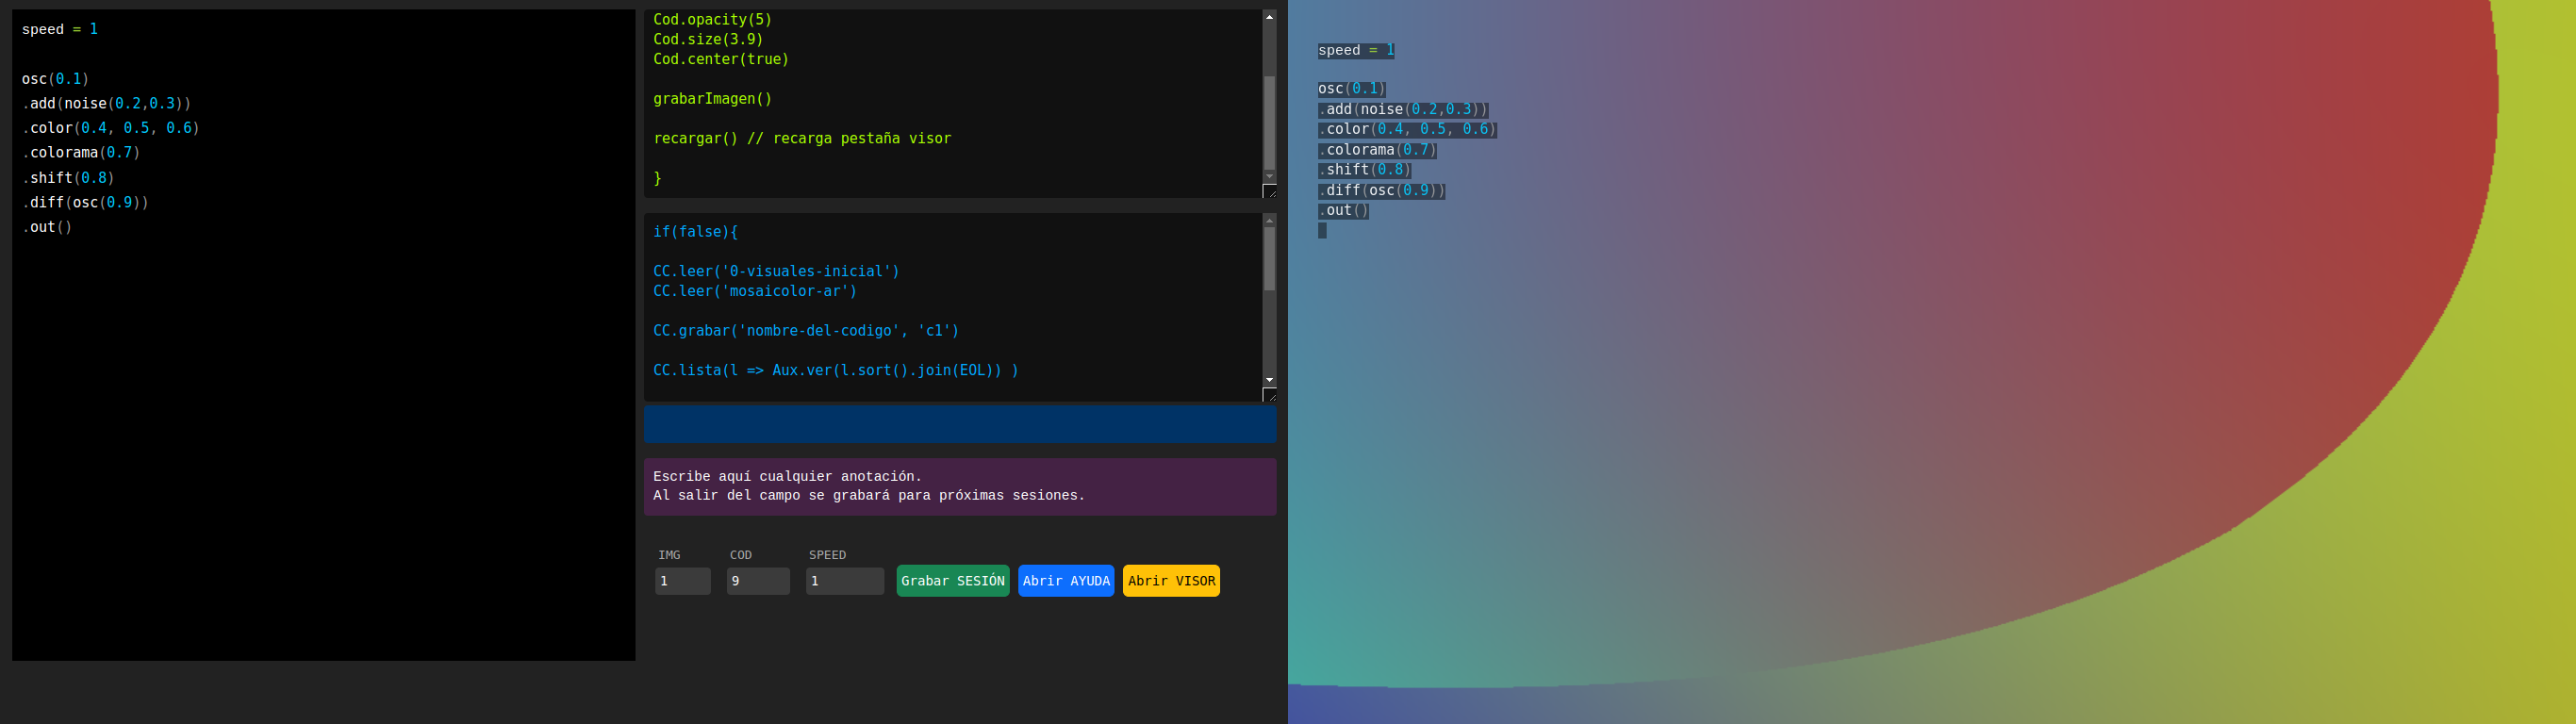 speed = 1
osc(0.1)
.add(noise(0.2,0.3))
.color(0.4, 0.5, 0.6)
.colorama(0.7)
.shift(0.8)
.diff(osc(0.9))
.out()
Cod.opacity(5)
Cod.size(3.9)
Cod.center(true)
grabarImagen()
recargar() // recarga pestaña visor
}
if(false){
CC.leer('0-visuales-inicial')
CC.leer('mosaicolor-ar')
CC.grabar('nombre-del-codigo', 'c1')
CC.lista(l => Aux.ver(l.sort().join(EOL)) )
Escribe aquí cualquier anotación.
Al salir del campo se grabará para próximas sesiones.
IMG COD SPEED
1 9 1 Grabar SESIÓN Abrir AYUDA Abrir VISOR
speed = 1
osc(0.1)
.add(noise(0.2,0.3))
.color(0.4, 0.5, 0.6)
.colorama(0.7)
.shift(0.8)
.diff(osc(0.9))
.out()